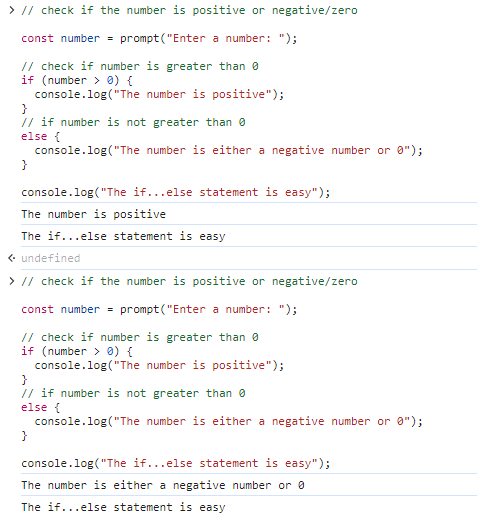 > // check if the number is positive or negative/zero
const number = prompt("Enter a number: ");
// check if number is greater than 0
if (number > 0) {
  console.log("The number is positive");
}
// if number is not greater than 0
else {
  console.log("The number is either a negative number or 0");
}
console.log("The if...else statement is easy");
The number is positive
The if...else statement is easy
undefined
> // check if the number is positive or negative/zero
const number = prompt("Enter a number: ");
// check if number is greater than 0
if (number > 0) {
  console.log("The number is positive");
}
// if number is not greater than 0
else {
  console.log("The number is either a negative number or 0");
}
console.log("The if...else statement is easy");
The number is either a negative number or 0
The if...else statement is easy